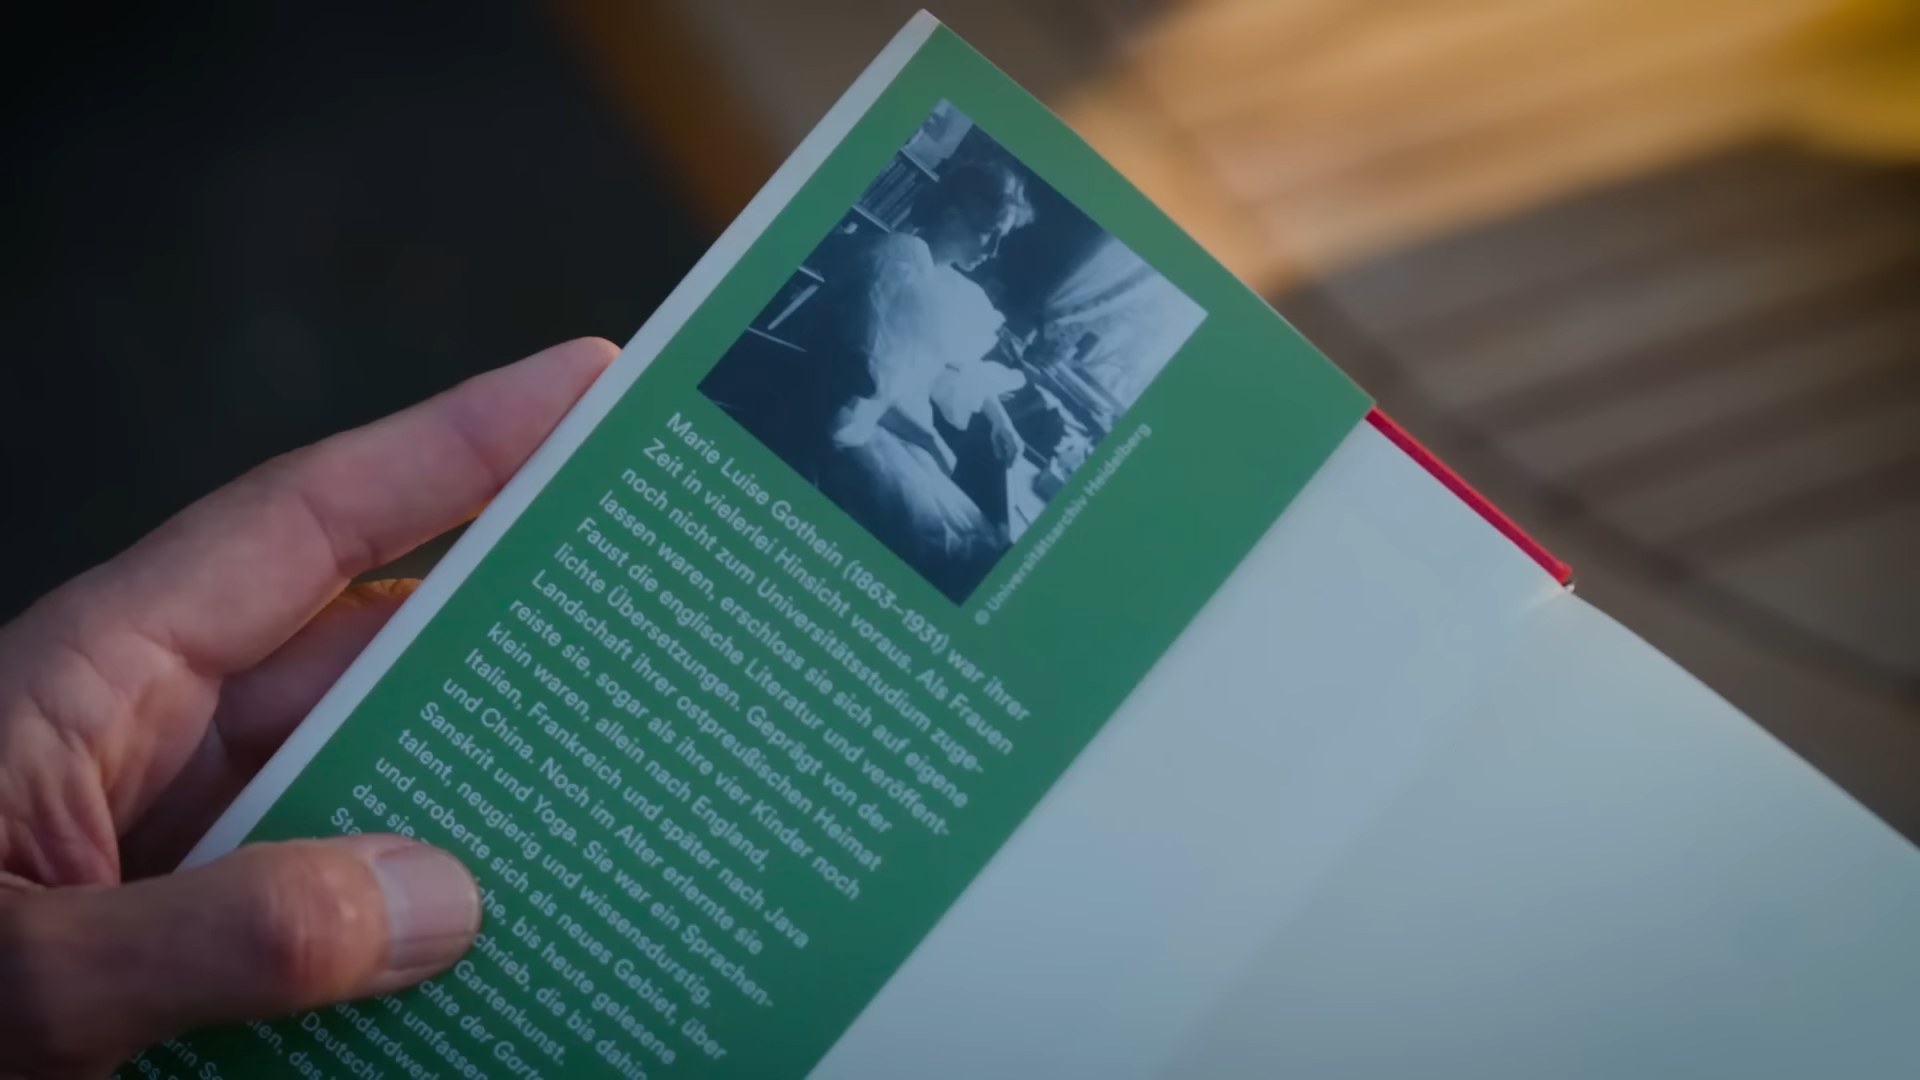 © Universitätsarchiv Heidelberg
Marie Luise Gothein (1863–1931) war ihrer
Zeit in vielerlei Hinsicht voraus. Als Frauen
noch nicht zum Universitätsstudium zuge-
lassen waren, erschloss sie sich auf eigene
Faust die englische Literatur und veröffent-
lichte Übersetzungen. Geprägt von der
Landschaft ihrer ostpreußischen Heimat
reiste sie, sogar als ihre vier Kinder noch
klein waren, allein nach England,
Italien, Frankreich und später nach Java
und China. Noch im Alter erlernte sie
Sanskrit und Yoga. Sie war ein Sprachen-
talent, neugierig und wissensdurstig,
und eroberte sich als neues Gebiet, über
das sie bis heute gelesene
die bis dahin
der
Gartenkunst.
umfassen
das